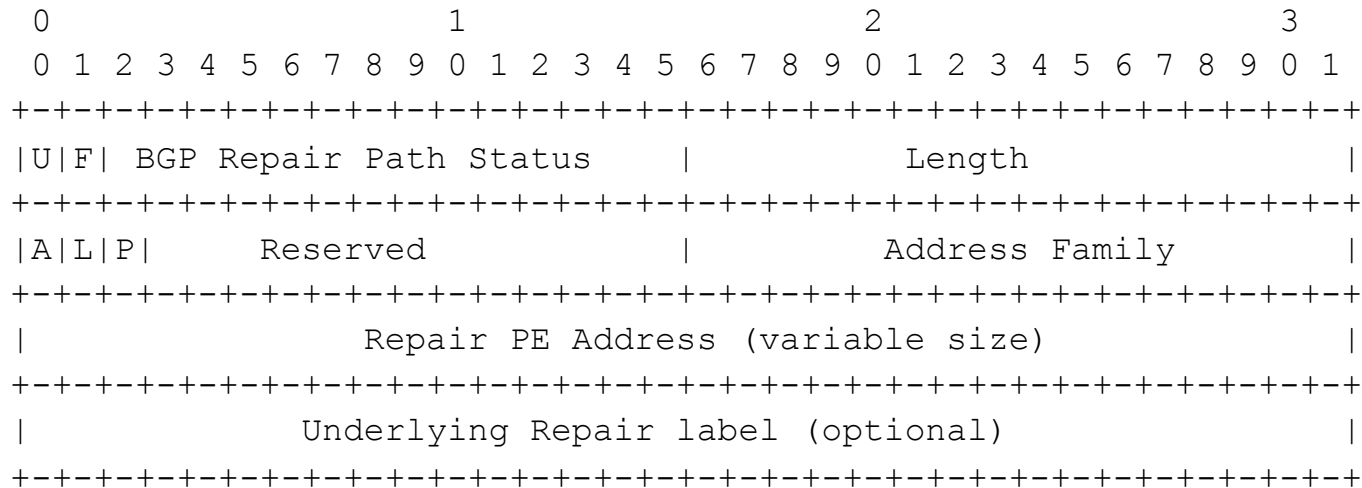 0                   1                   2                   3
 0 1 2 3 4 5 6 7 8 9 0 1 2 3 4 5 6 7 8 9 0 1 2 3 4 5 6 7 8 9 0 1
+-+-+-+-+-+-+-+-+-+-+-+-+-+-+-+-+-+-+-+-+-+-+-+-+-+-+-+-+-+-+-+-+
|U|F| BGP Repair Path Status    |          Length               |
+-+-+-+-+-+-+-+-+-+-+-+-+-+-+-+-+-+-+-+-+-+-+-+-+-+-+-+-+-+-+-+-+
|A|L|P|     Reserved            |         Address Family        |
+-+-+-+-+-+-+-+-+-+-+-+-+-+-+-+-+-+-+-+-+-+-+-+-+-+-+-+-+-+-+-+-+
|                Repair PE Address (variable size)              |
+-+-+-+-+-+-+-+-+-+-+-+-+-+-+-+-+-+-+-+-+-+-+-+-+-+-+-+-+-+-+-+-+
|             Underlying Repair label (optional)                |
+-+-+-+-+-+-+-+-+-+-+-+-+-+-+-+-+-+-+-+-+-+-+-+-+-+-+-+-+-+-+-+-+